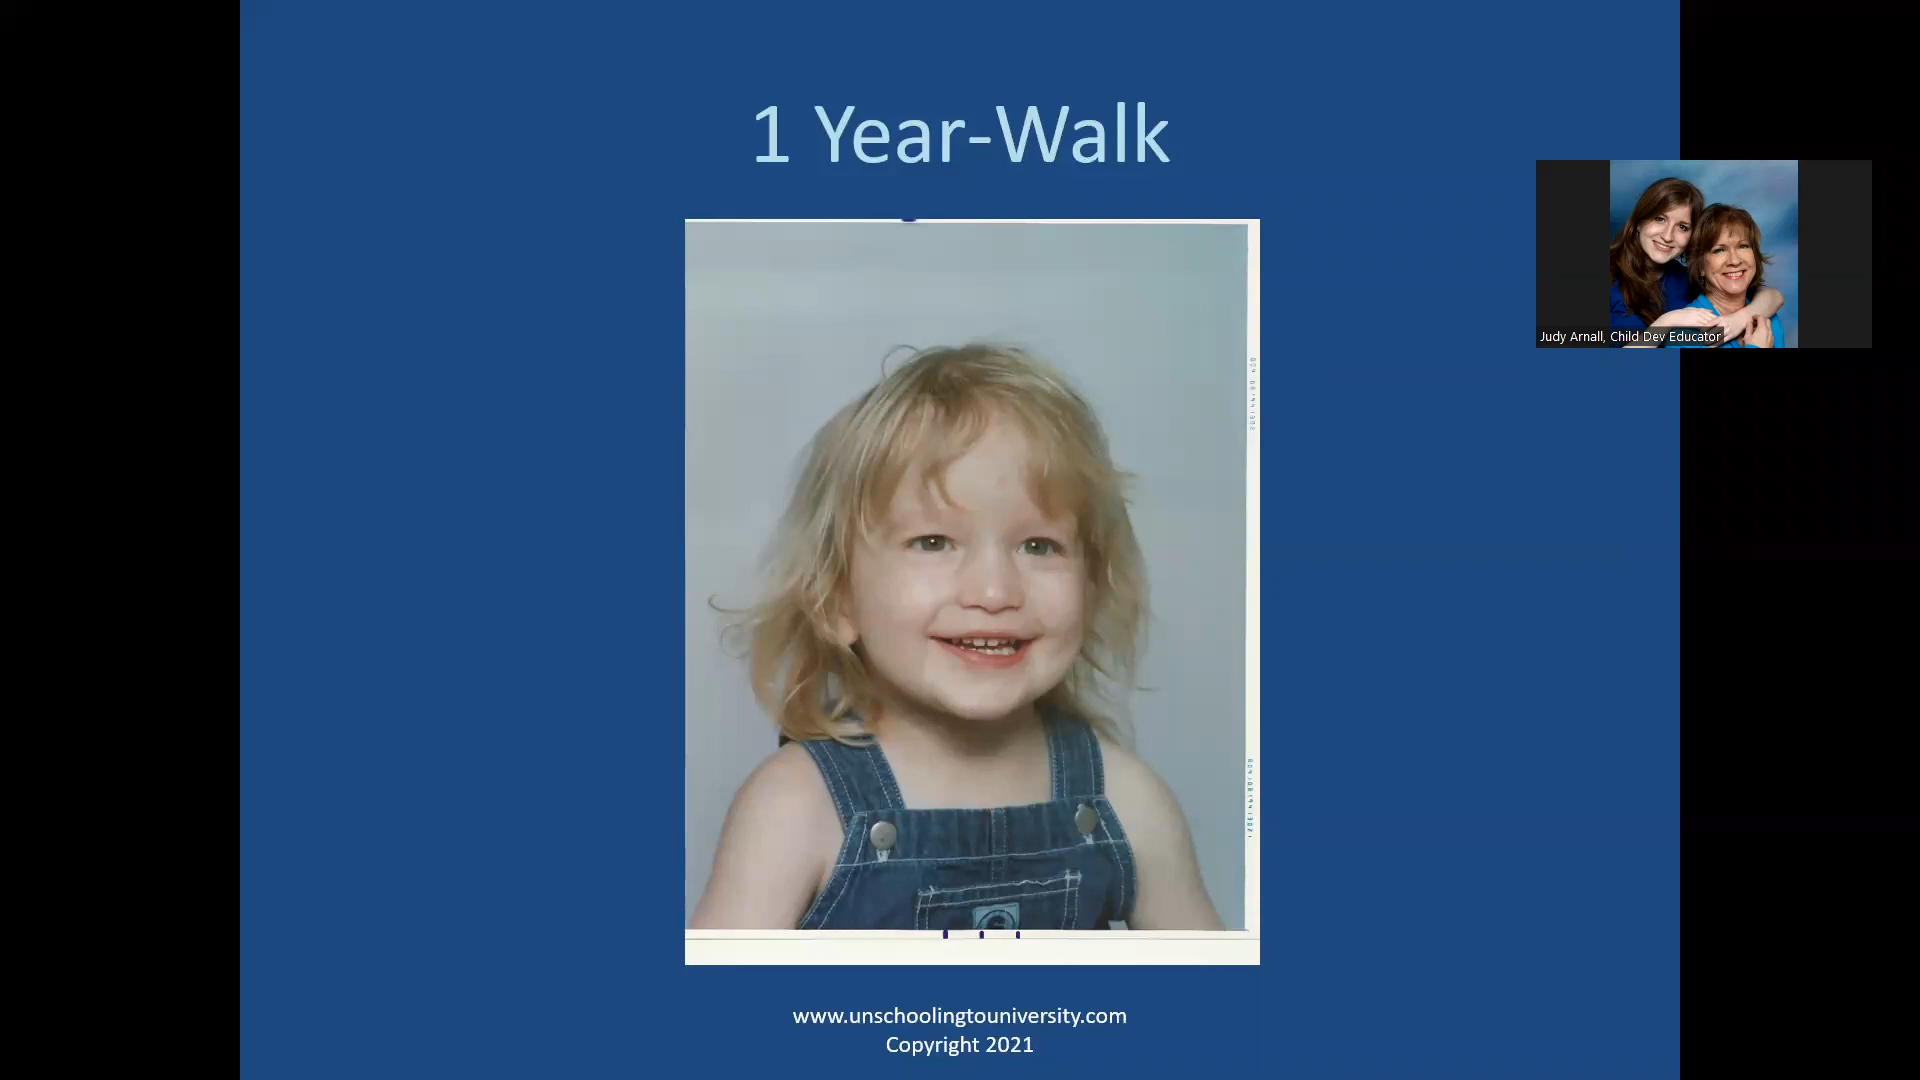 1 Year-Walk
Judy Arnall, Child Dev Educator
www.unschoolingtouniversity.com
Copyright 2021